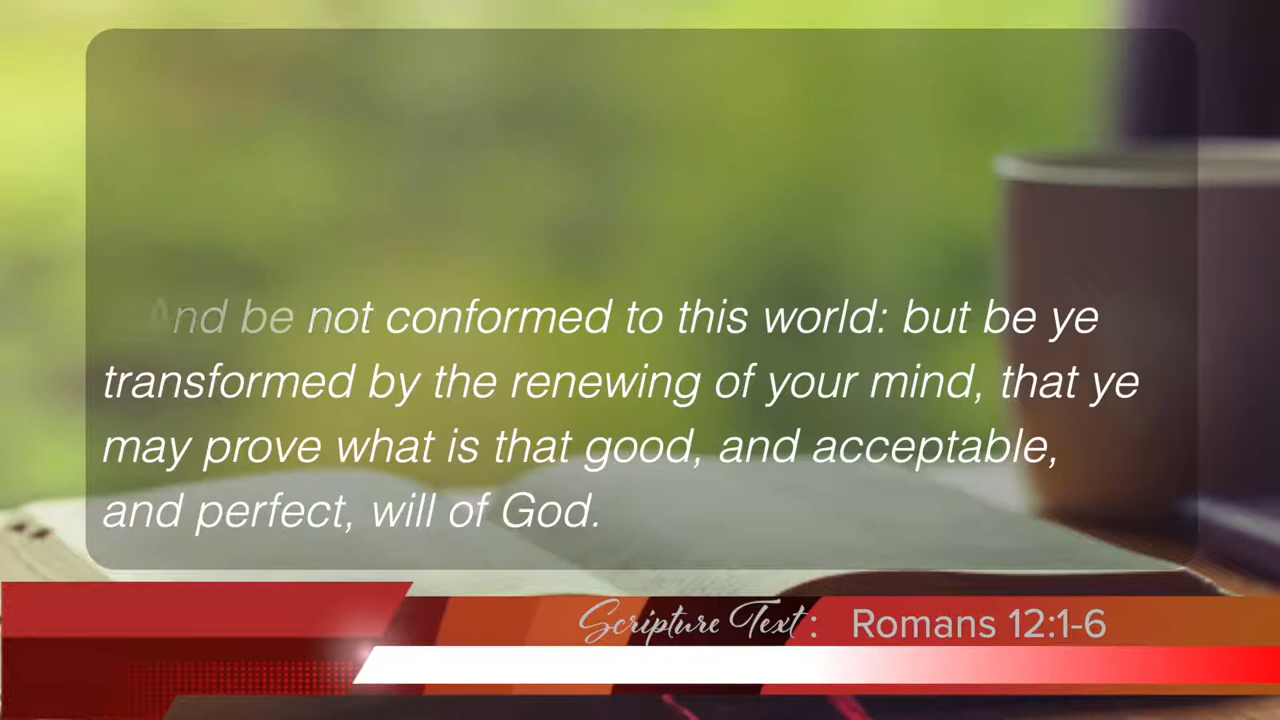 And be not conformed to this world: but be ye
transformed by the renewing of your mind, that ye
may prove what is that good, and acceptable,
and perfect, will of God.
Scripture Text: Romans 12:1-6